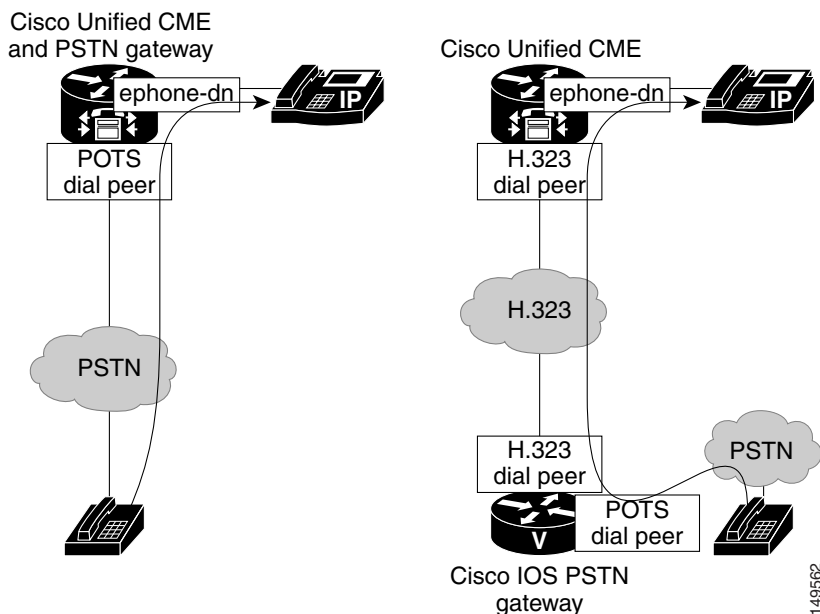 Cisco Unified CME
and PSTN gateway
ephone-dn
IP
POTS
dial peer
PSTN
Cisco Unified CME
ephone-dn
IP
H.323
dial peer
H.323
H.323
dial peer
PSTN
POTS
dial peer
V
Cisco IOS PSTN
gateway
149562